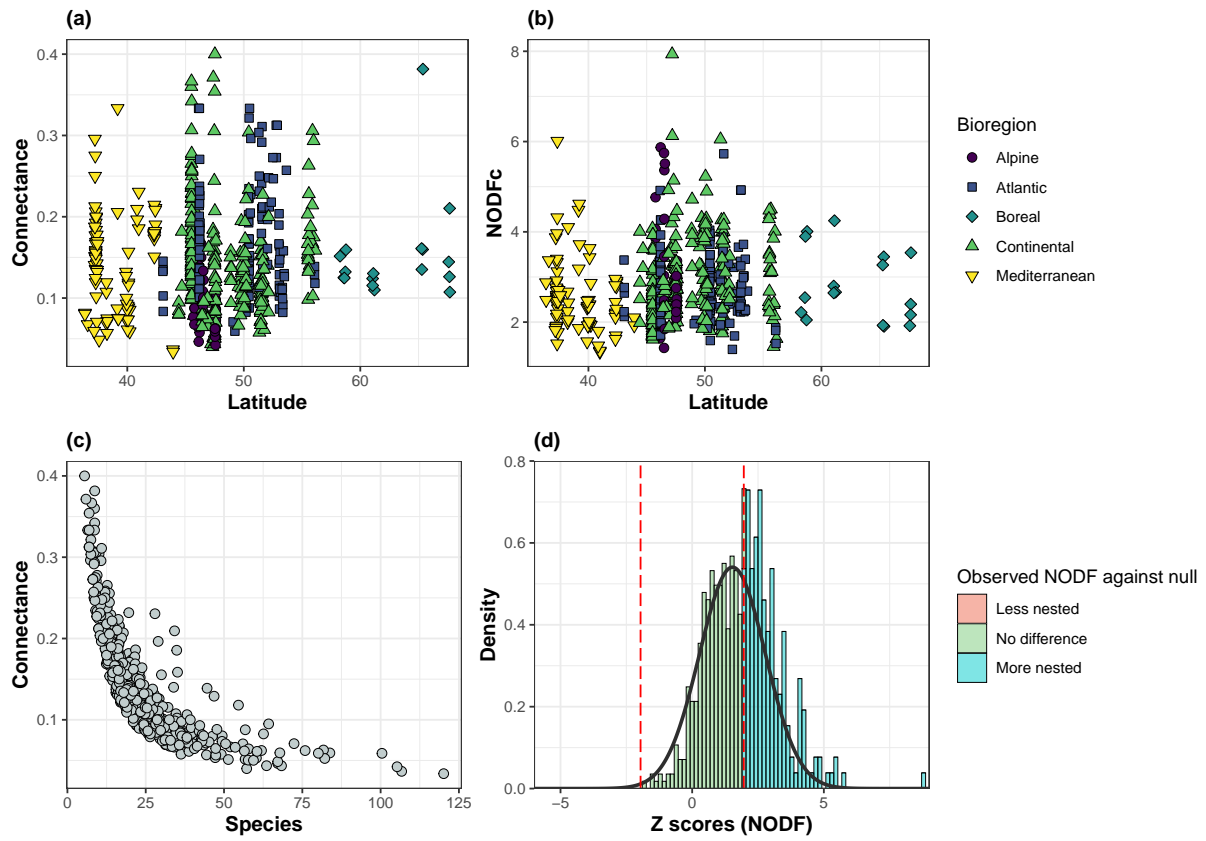 (a)
(b)
0.4
0.3
0.2
0.1
Connectance
40
50
60
Latitude
8
6
4
2
NODFc
40
50
60
Latitude
Bioregion
Alpine
Atlantic
Boreal
Continental
Mediterranean
(c)
(d)
0.4
0.3
0.2
0.1
Connectance
0
25
50
75
100
125
Species
0.8
0.6
0.4
0.2
0.0
Density
−5
0
5
Z scores (NODF)
Observed NODF against null
Less nested
No difference
More nested